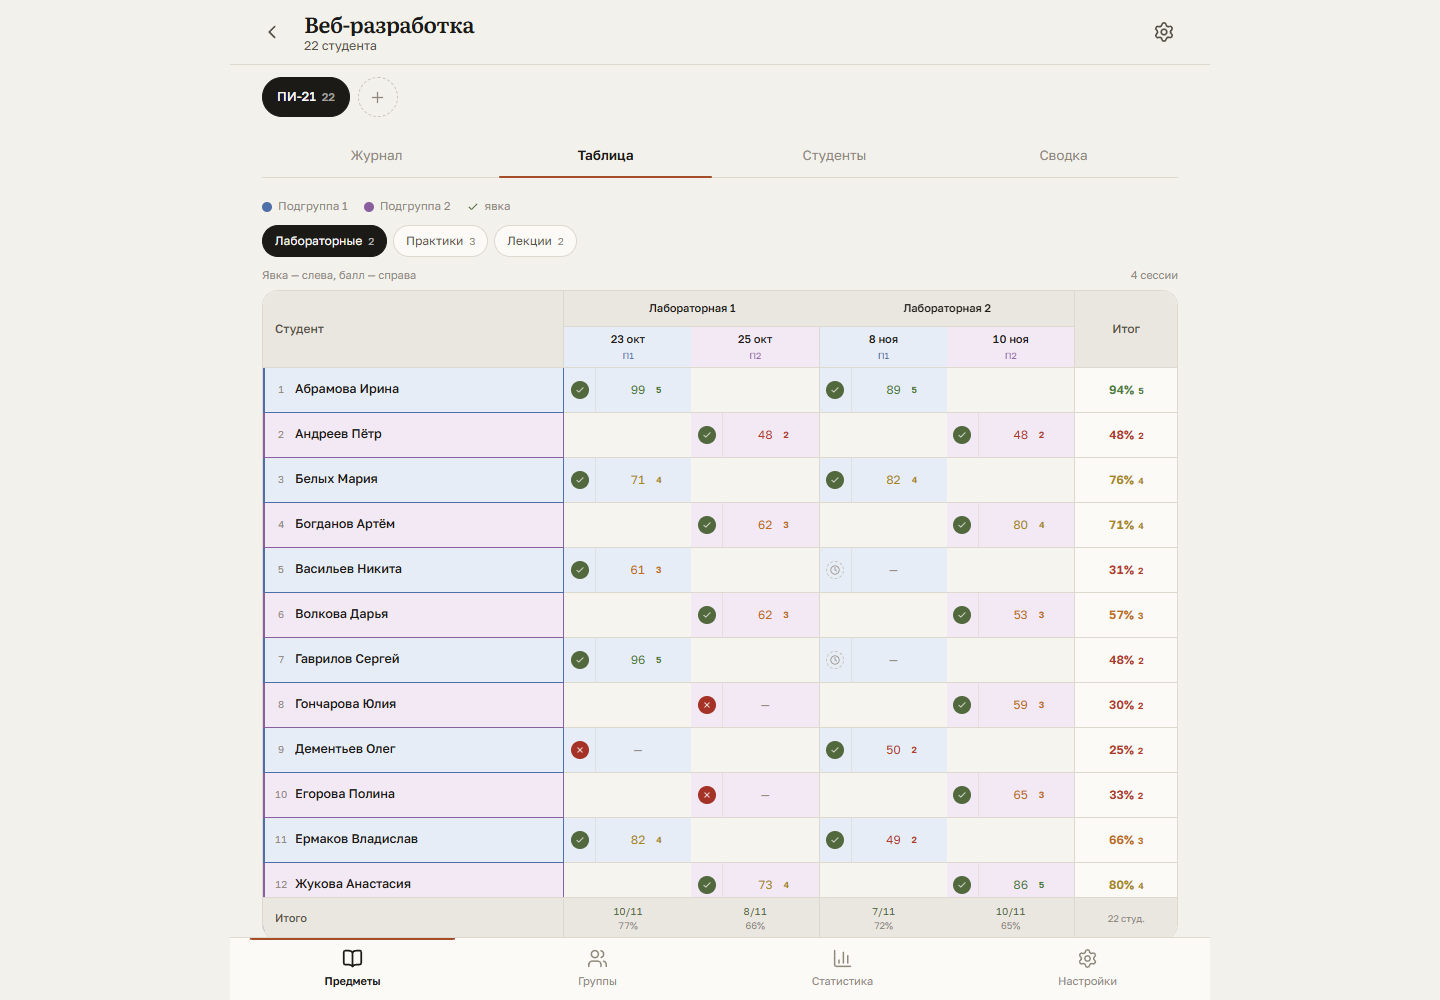 Веб-разработка
22 студента
ПИ-21 22
Журнал Таблица Студенты Сводка
Подгруппа 1 Подгруппа 2 явка
Лабораторные 2 Практики 3 Лекции 2
Явка — слева, балл — справа 4 сессии
Студент Лабораторная 1 Лабораторная 2 Итог
23 окт 25 окт 8 ноя 10 ноя
П1 П2 П1 П2
1 Абрамова Ирина 99 5 89 5 94% 5
2 Андреев Пётр 48 2 48 2 48% 2
3 Белых Мария 71 4 82 4 76% 4
4 Богданов Артём 62 3 80 4 71% 4
5 Васильев Никита 61 3 — 31% 2
6 Волкова Дарья 62 3 53 3 57% 3
7 Гаврилов Сергей 96 5 — 48% 2
8 Гончарова Юлия — 59 3 30% 2
9 Дементьев Олег — 50 2 25% 2
10 Егорова Полина — 65 3 33% 2
11 Ермаков Владислав 82 4 49 2 66% 3
12 Жукова Анастасия 73 4 86 5 80% 4
Итого 10/11 8/11 7/11 10/11 22 студ.
77% 66% 72% 65%
Предметы Группы Статистика Настройки